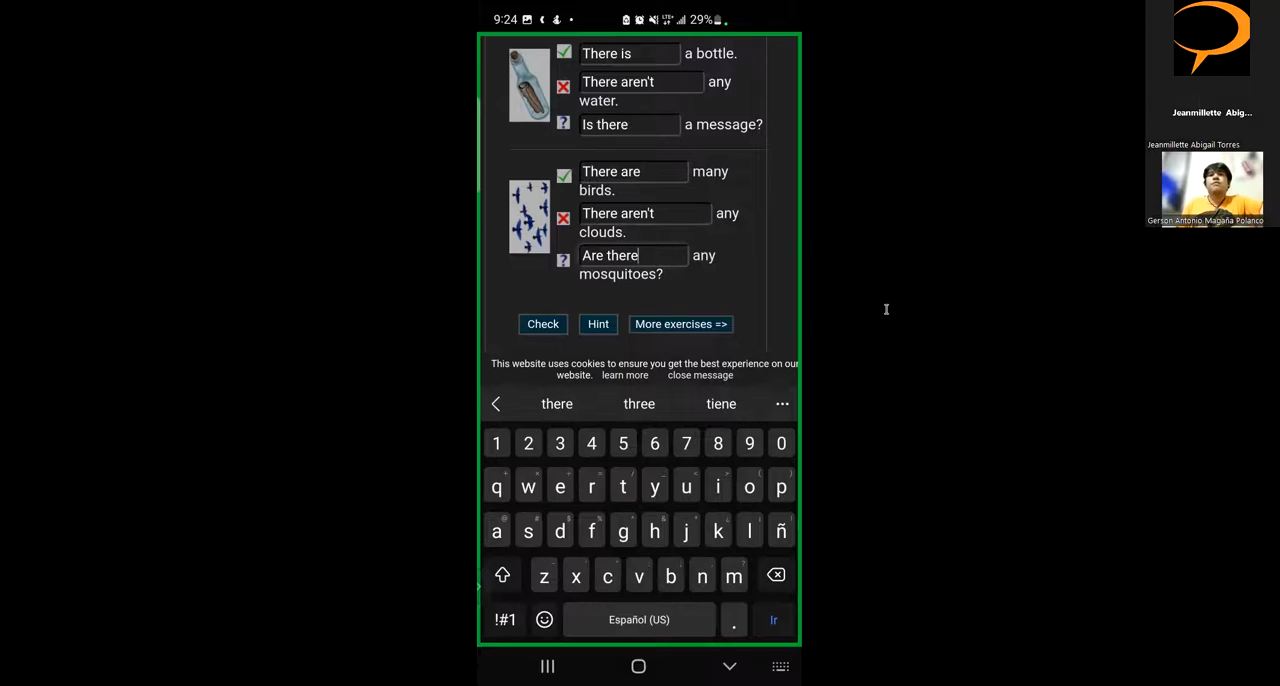 9:24 29%
There is a bottle.
There aren't any
water.
Is there a message?
There are many
birds.
There aren't any
clouds.
Are there any
mosquitoes?
Check Hint More exercises =>
This website uses cookies to ensure you get the best experience on our
website. learn more close message
there three tiene
1 2 3 4 5 6 7 8 9 0
q w e r t y u i o p
a s d f g h j k l ñ
z x c v b n m
!#1 Español (US) . Ir
Jeanmillette Abig...
Jeanmillette Abigail Torres
Gerson Antonio Magaña Polanco